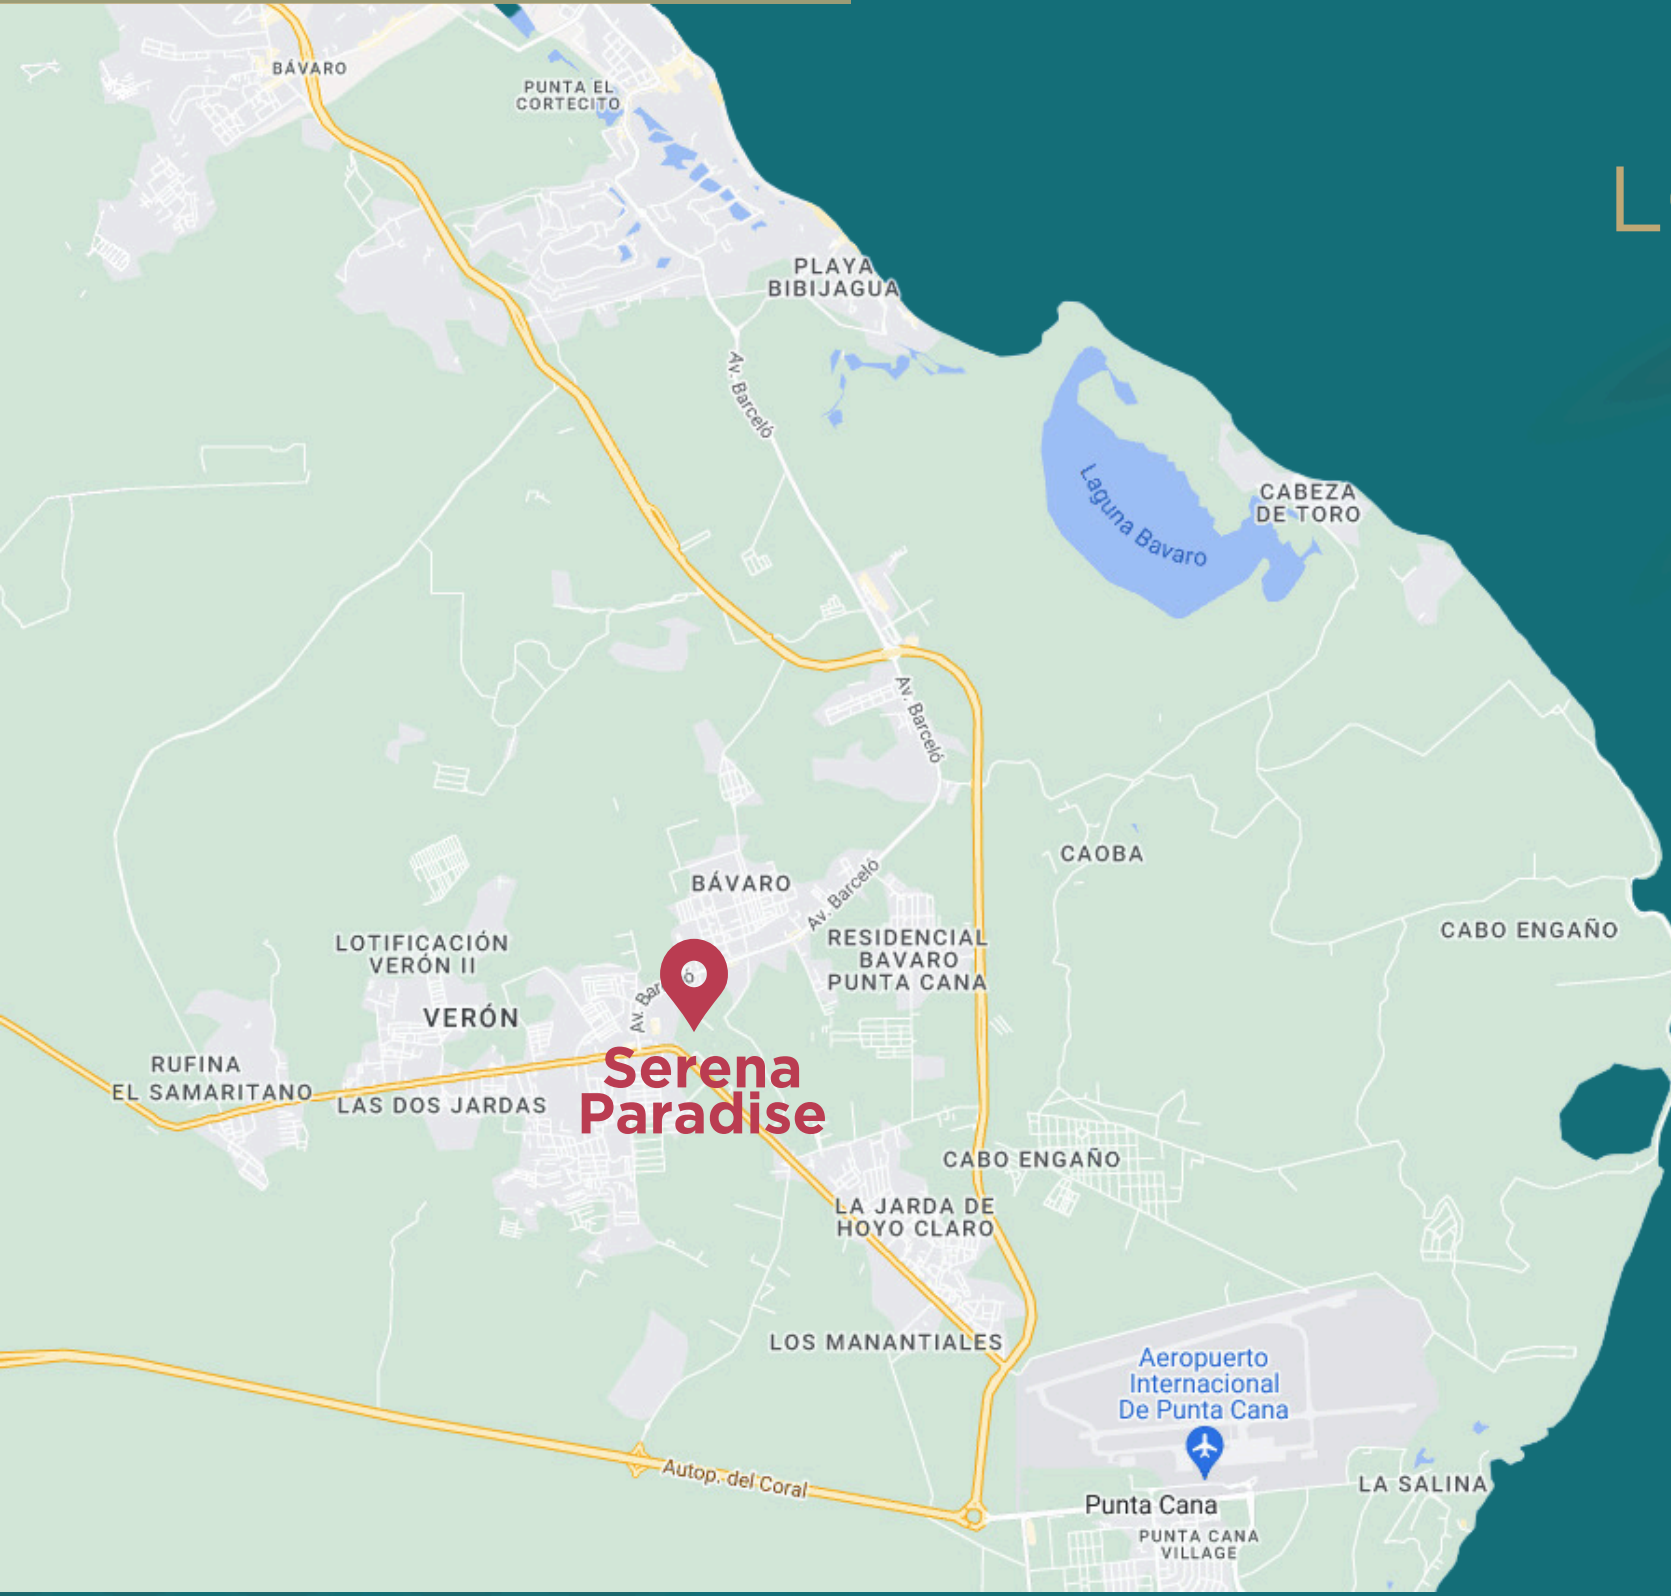 BÁVARO
PUNTA EL
CORTECITO
L
PLAYA
BIBIJAGUA
Av. Barceló
Laguna Bavaro
CABEZA
DE TORO
Av. Barceló
CAOBA
BÁVARO
Av. Barceló
CABO ENGAÑO
LOTIFICACIÓN
VERÓN II
RESIDENCIAL
BAVARO
PUNTA CANA
Av. Bar ó
VERÓN
RUFINA
EL SAMARITANO
LAS DOS JARDAS
Serena
Paradise
CABO ENGAÑO
LA JARDA DE
HOYO CLARO
LOS MANANTIALES
Aeropuerto
Internacional
De Punta Cana
Autop. del Coral
LA SALINA
Punta Cana
PUNTA CANA
VILLAGE